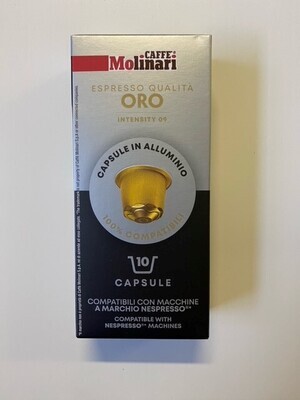 CAFFÈ
Molinari
ESPRESSO QUALITÀ
ORO
INTENSITY 09
CAPSULE IN ALLUMINIO
100% COMPATIBILI
10
CAPSULE
COMPATIBILI CON MACCHINE
A MARCHIO NESPRESSO**
COMPATIBLE WITH
NESPRESSO** MACHINES